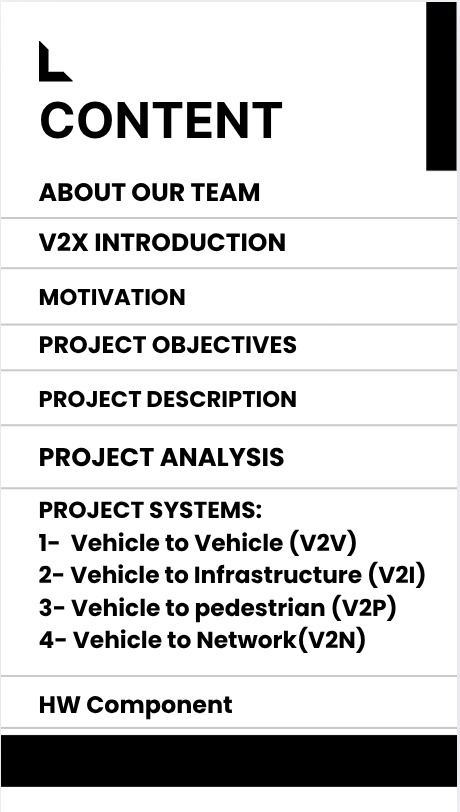 CONTENT
ABOUT OUR TEAM
V2X INTRODUCTION
MOTIVATION
PROJECT OBJECTIVES
PROJECT DESCRIPTION
PROJECT ANALYSIS
PROJECT SYSTEMS:
1-  Vehicle to Vehicle (V2V)
2- Vehicle to Infrastructure (V2I)
3- Vehicle to pedestrian (V2P)
4- Vehicle to Network(V2N)
HW Component